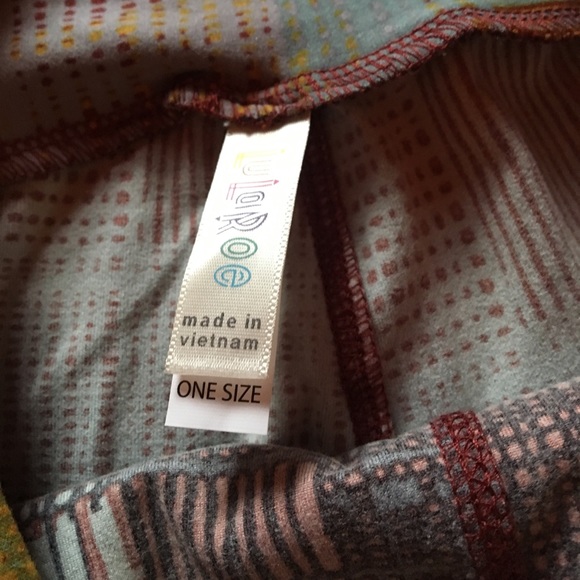 LuLaRoe
made in
vietnam
ONE SIZE